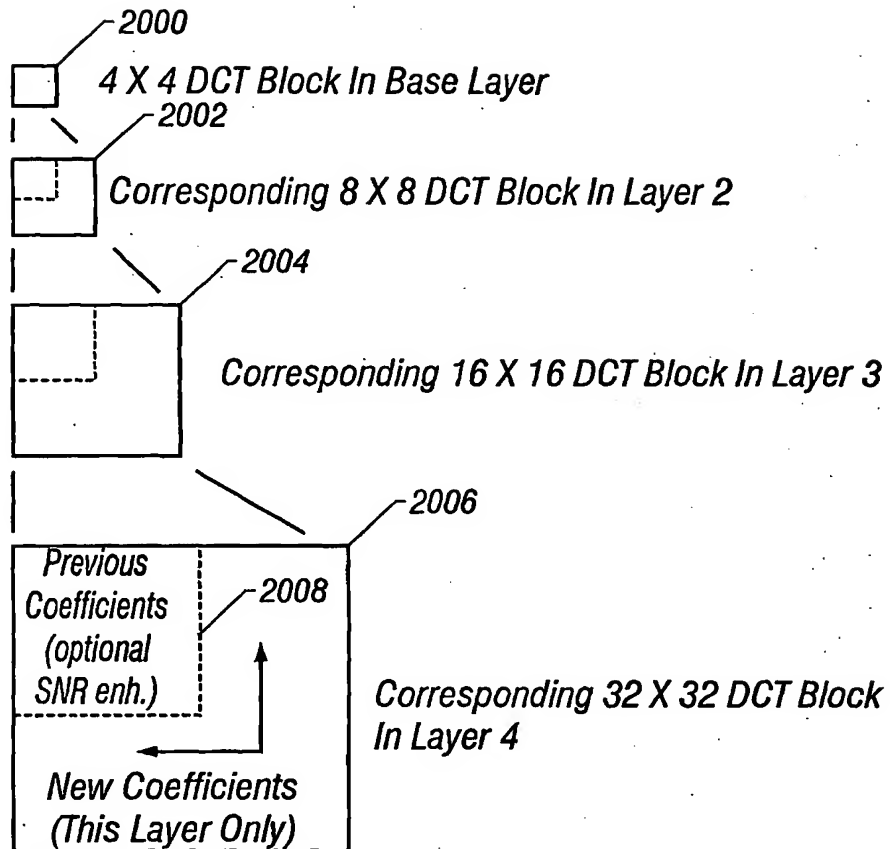 2000
4 X 4 DCT Block In Base Layer
2002
Corresponding 8 X 8 DCT Block In Layer 2
2004
Corresponding 16 X 16 DCT Block In Layer 3
2006
Previous
Coefficients
(optional
SNR enh.)
2008
Corresponding 32 X 32 DCT Block
In Layer 4
New Coefficients
(This Layer Only)